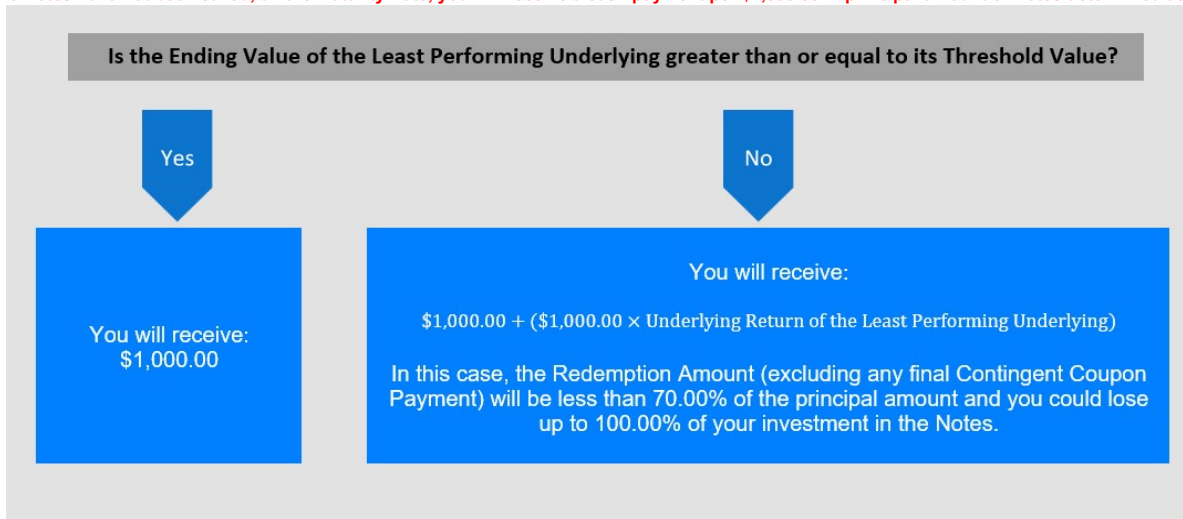 Is the Ending Value of the Least Performing Underlying greater than or equal to its Threshold Value?
Yes
No
You will receive:
$1,000.00
You will receive:
$1,000.00 + ($1,000.00 × Underlying Return of the Least Performing Underlying)
In this case, the Redemption Amount (excluding any final Contingent Coupon
Payment) will be less than 70.00% of the principal amount and you could lose
up to 100.00% of your investment in the Notes.